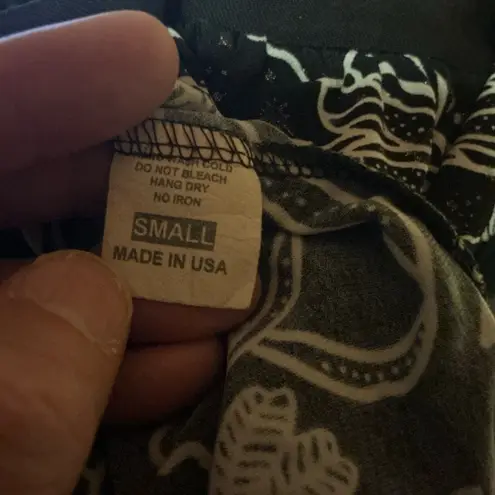 WASH COLD
DO NOT BLEACH
HANG DRY
NO IRON
SMALL
MADE IN USA